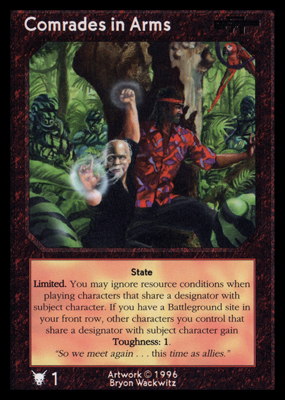 Comrades in Arms
State
Limited. You may ignore resource conditions when
playing characters that share a designator with
subject character. If you have a Battleground site in
your front row, other characters you control that
share a designator with subject character gain
Toughness: 1.
"So we meet again . . . this time as allies."
1
Artwork © 1996
Bryon Wackwitz